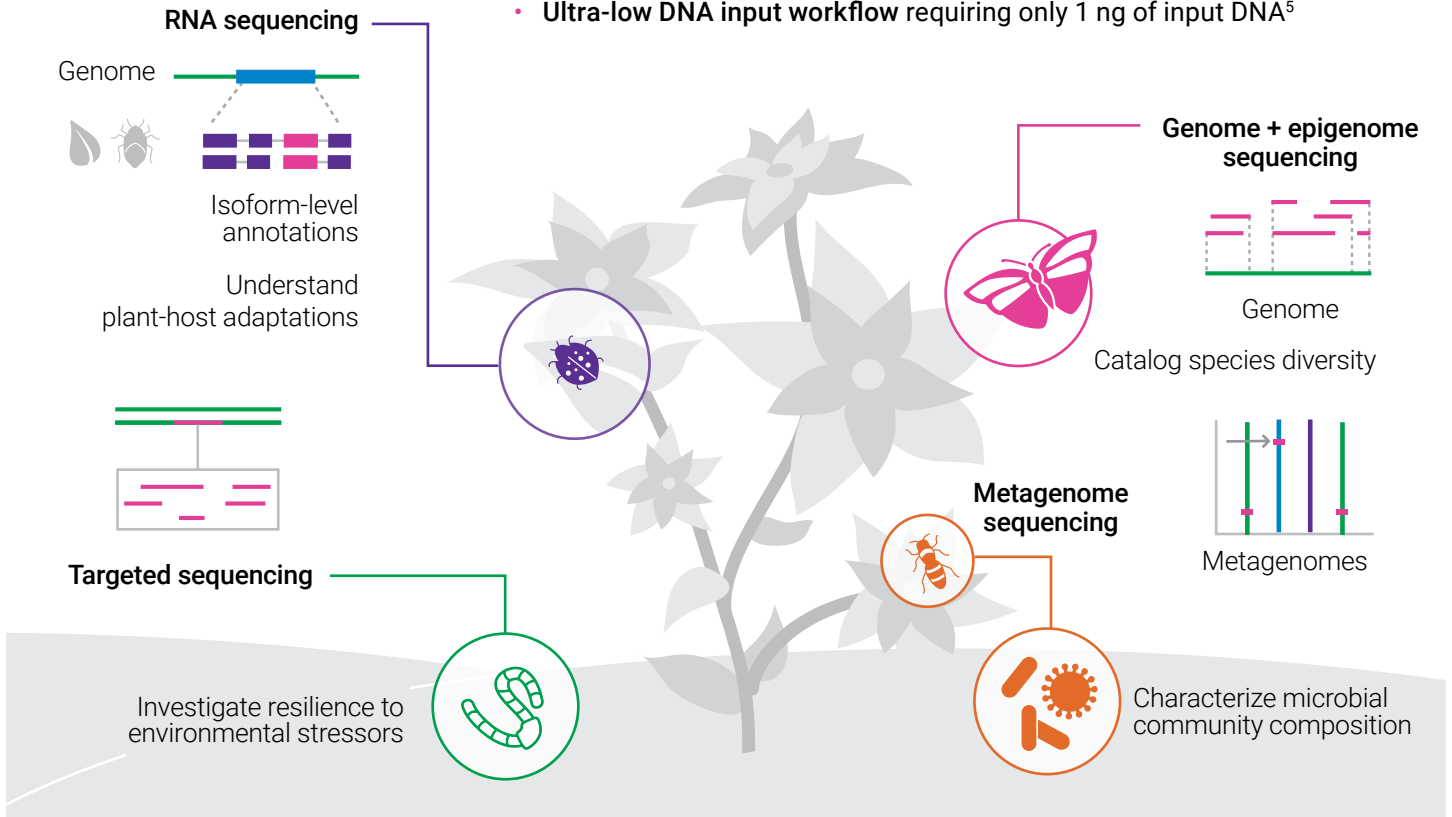 • Ultra-low DNA input workflow requiring only 1 ng of input DNA⁵
RNA sequencing
Genome
Isoform-level
annotations
Understand
plant-host adaptations
Genome + epigenome
sequencing
Genome
Catalog species diversity
Metagenomes
Metagenome
sequencing
Characterize microbial
community composition
Targeted sequencing
Investigate resilience to
environmental stressors